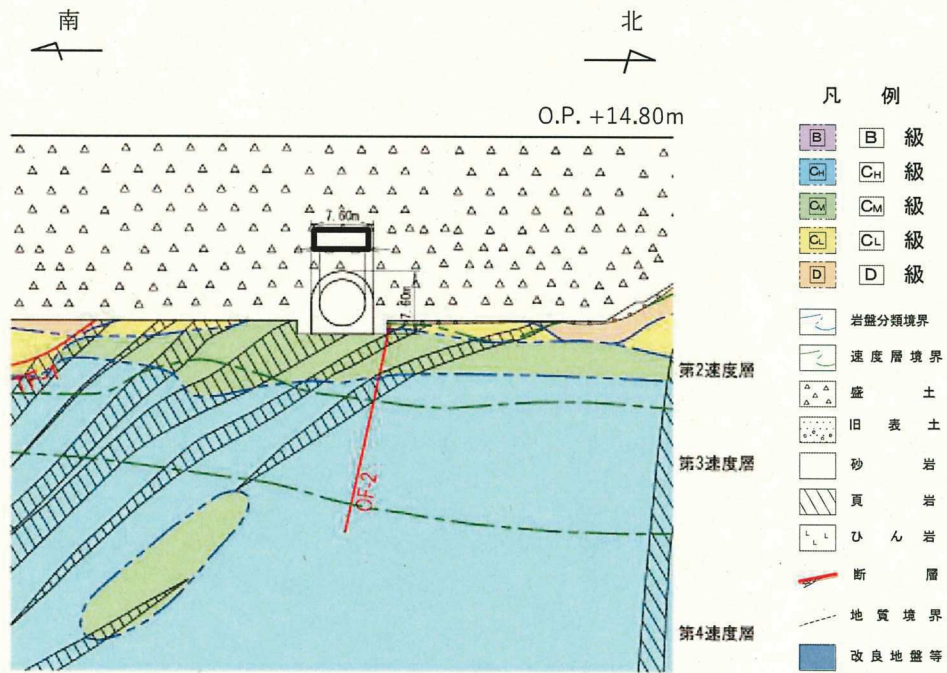 南
北
O.P. +14.80m
7.60m
7.60m
TF-1
OF-2
第2速度層
第3速度層
第4速度層
凡 例
B B 級
CH CH 級
CM CM 級
CL CL 級
D D 級
岩盤分類境界
速度層境界
盛 土
旧 表 土
砂 岩
頁 岩
ひ ん 岩
断 層
地 質 境 界
改 良 地 盤 等